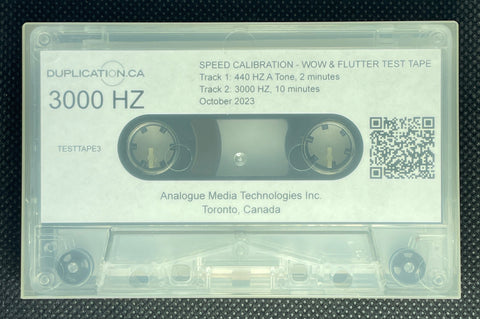 DUPLICATION.CA
3000 HZ
SPEED CALIBRATION - WOW & FLUTTER TEST TAPE
Track 1: 440 HZ A Tone, 2 minutes
Track 2: 3000 HZ, 10 minutes
October 2023
TESTTAPE3
Analogue Media Technologies Inc.
Toronto, Canada